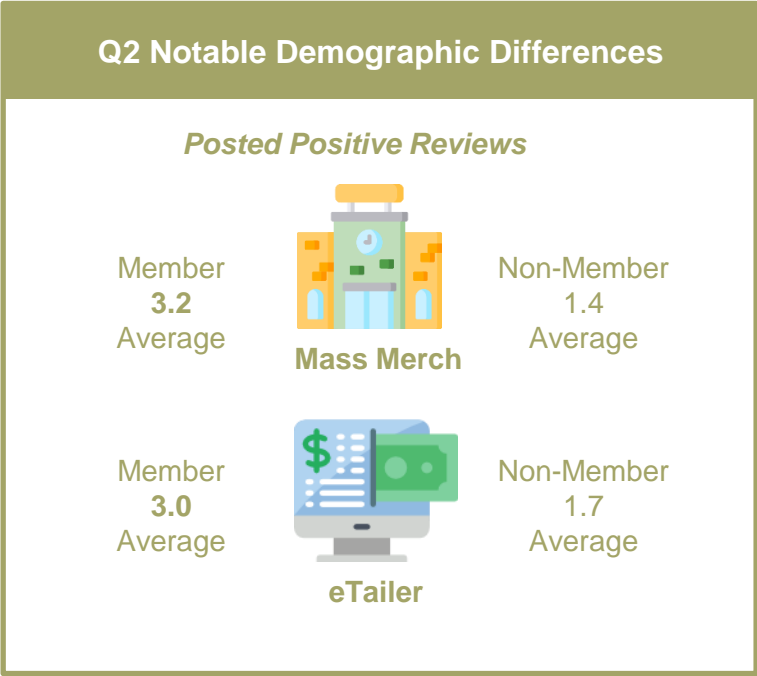 Q2 Notable Demographic Differences
Posted Positive Reviews
Member
3.2
Average
Non-Member
1.4
Average
Mass Merch
Member
3.0
Average
$
Non-Member
1.7
Average
eTailer